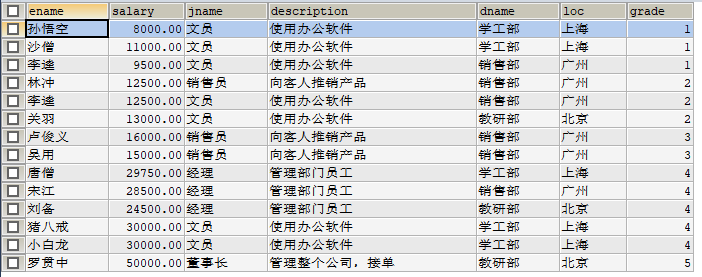 ename salary jname description dname loc grade
孙悟空 8000.00 文员 使用办公软件 学工部 上海 1
沙僧 11000.00 文员 使用办公软件 学工部 上海 1
李逵 9500.00 文员 使用办公软件 销售部 广州 1
林冲 12500.00 销售员 向客人推销产品 销售部 广州 2
李逵 12500.00 文员 使用办公软件 销售部 广州 2
关羽 13000.00 文员 使用办公软件 教研部 北京 2
卢俊义 16000.00 销售员 向客人推销产品 销售部 广州 3
吴用 15000.00 销售员 向客人推销产品 销售部 广州 3
唐僧 29750.00 经理 管理部门员工 学工部 上海 4
宋江 28500.00 经理 管理部门员工 销售部 广州 4
刘备 24500.00 经理 管理部门员工 教研部 北京 4
猪八戒 30000.00 文员 使用办公软件 学工部 上海 4
小白龙 30000.00 文员 使用办公软件 学工部 上海 4
罗贯中 50000.00 董事长 管理整个公司，接单 教研部 北京 5